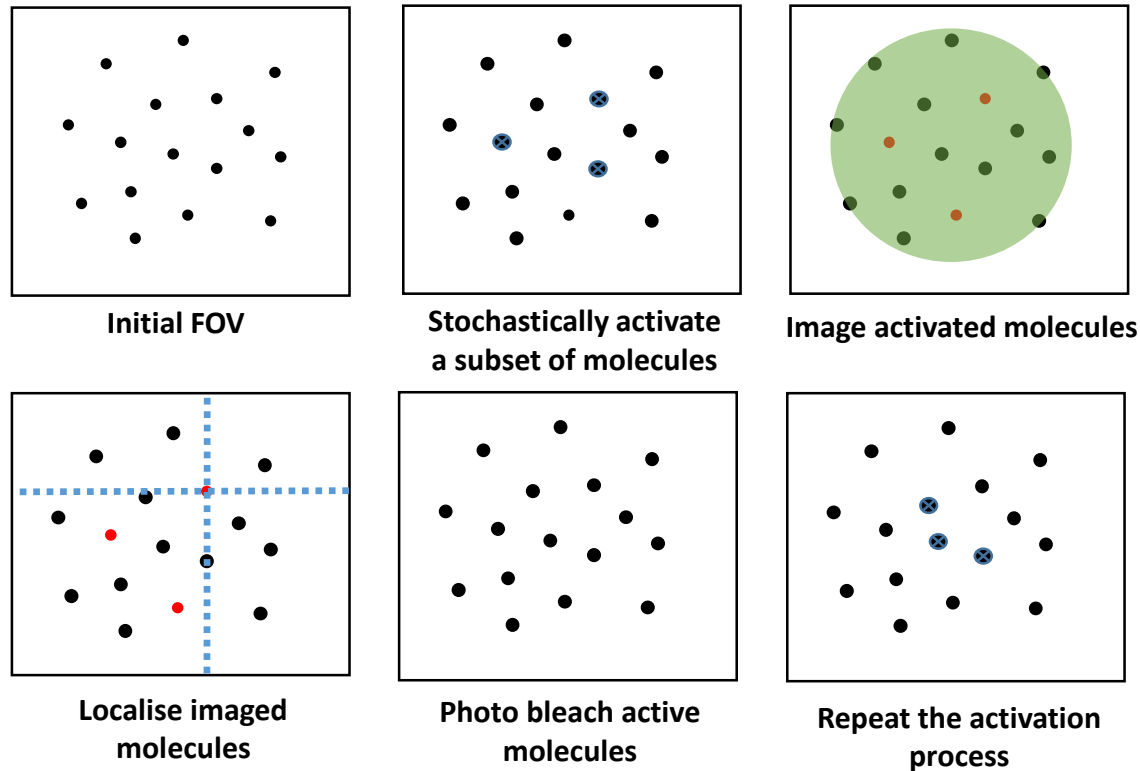 Initial FOV
Stochastically activate
a subset of molecules
Image activated molecules
Localise imaged
molecules
Photo bleach active
molecules
Repeat the activation
process